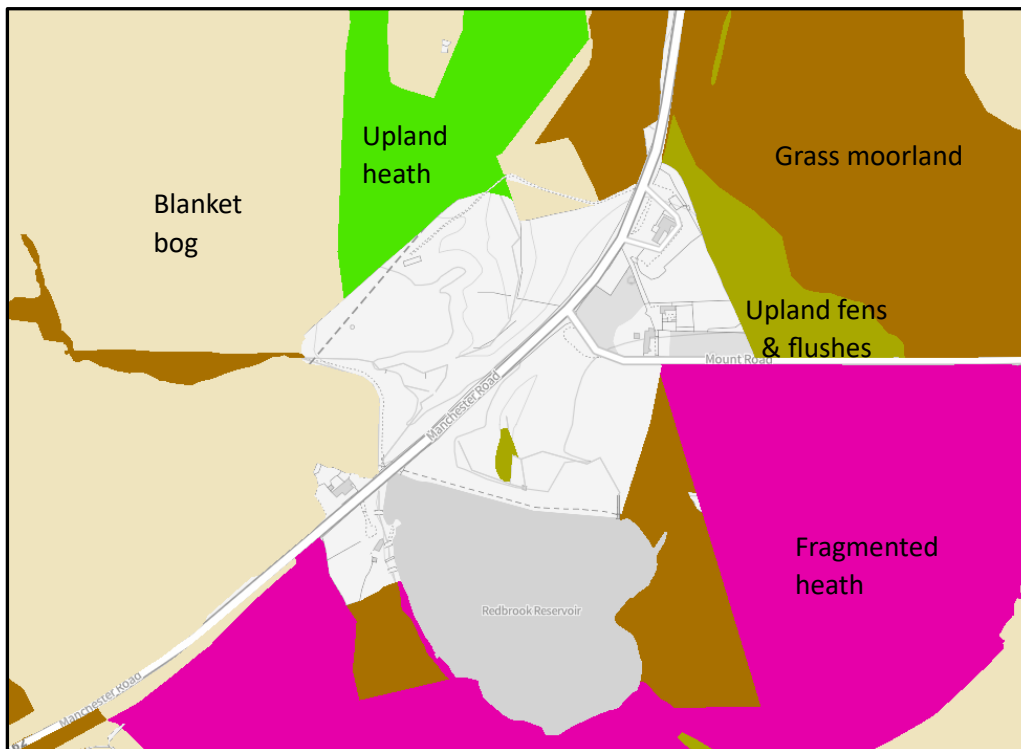 Upland
heath
Grass moorland
Blanket
bog
Upland fens
& flushes
Mount Road
Manchester Road
Fragmented
heath
Redbrook Reservoir
Manchester Road